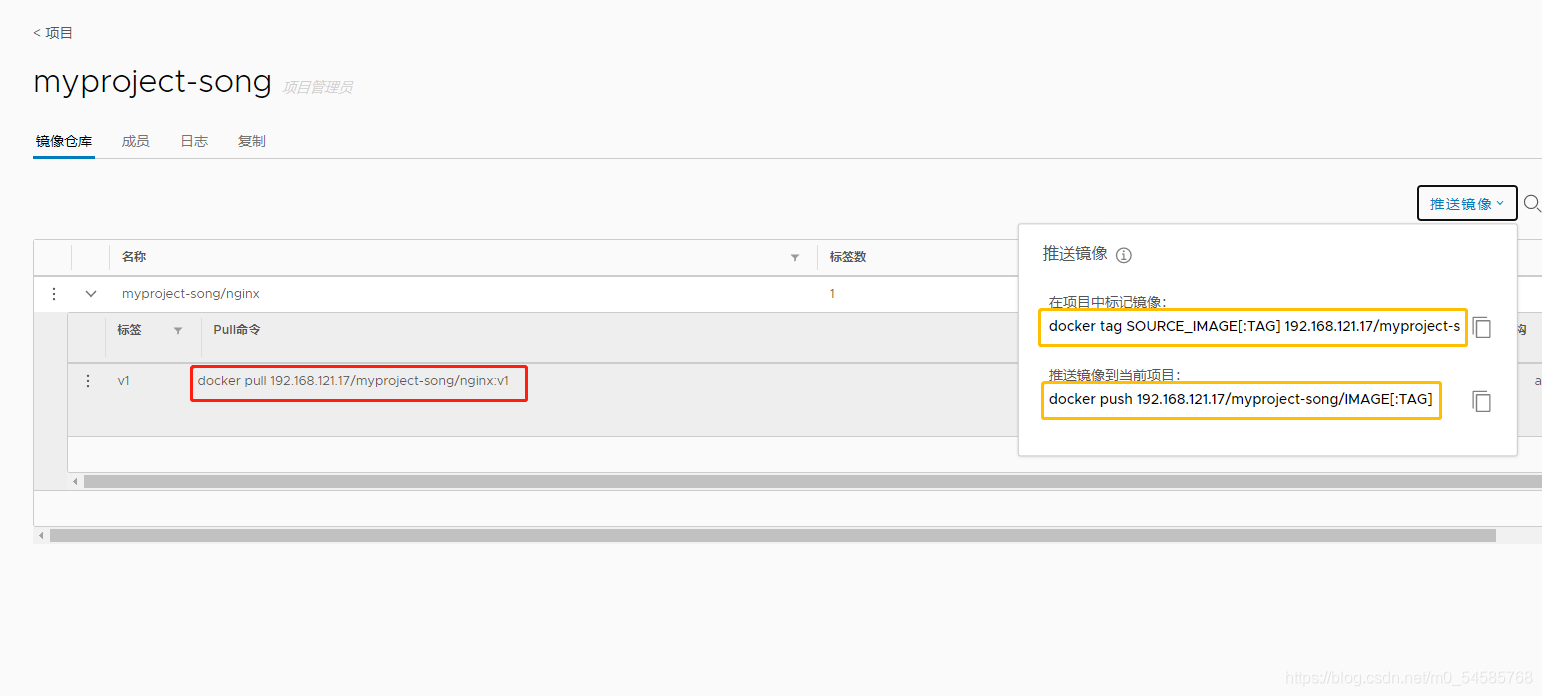 < 项目
myproject-song 项目管理员
镜像仓库 成员 日志 复制
推送镜像
名称 标签数
推送镜像
myproject-song/nginx 1
在项目中标记镜像:
docker tag SOURCE_IMAGE[:TAG] 192.168.121.17/myproject-s
标签 Pull命令 构
推送镜像到当前项目:
v1 docker pull 192.168.121.17/myproject-song/nginx:v1 a
docker push 192.168.121.17/myproject-song/IMAGE[:TAG]
https://blog.csdn.net/m0_54585768